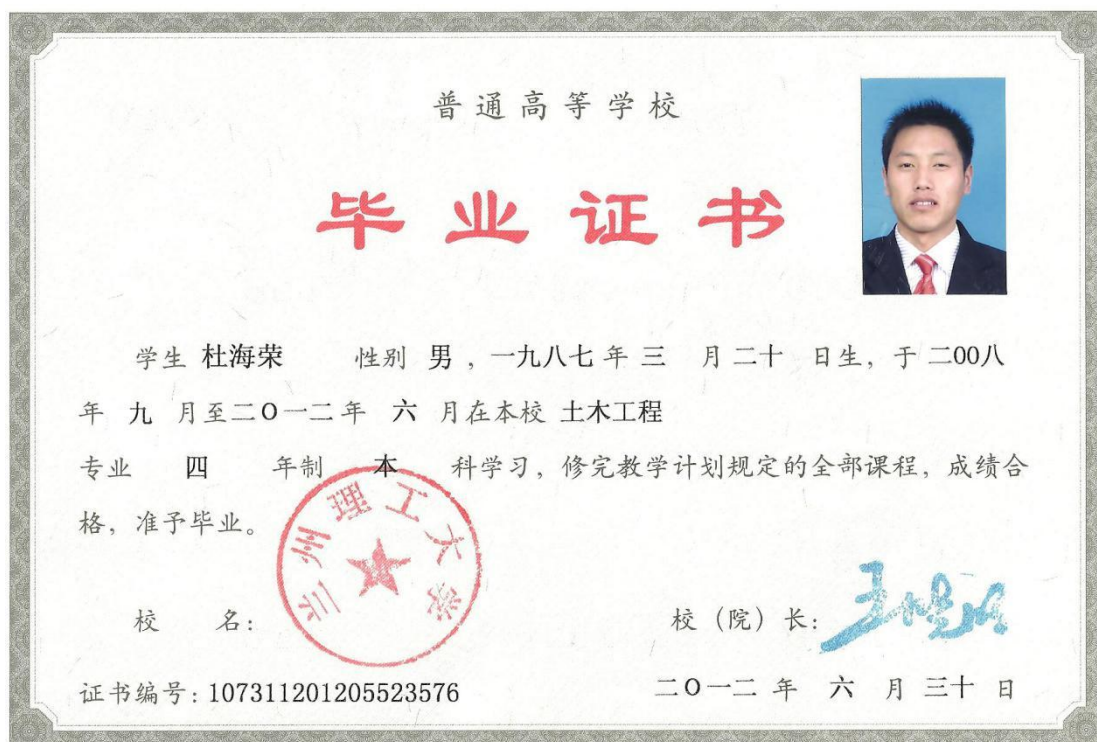 普通高等学校
毕业证书
学生 杜海荣 性别 男 ，一九八七 年 三 月 二十 日生，于 二00八
年 九 月至二0一二年 六 月在本校 土木工程
专业 四 年制 本 科学习，修完教学计划规定的全部课程，成绩合
格，准予毕业。
兰州理工大学
校 名：
校（院）长：
证书编号：107311201205523576
二0一二 年 六 月 三十 日